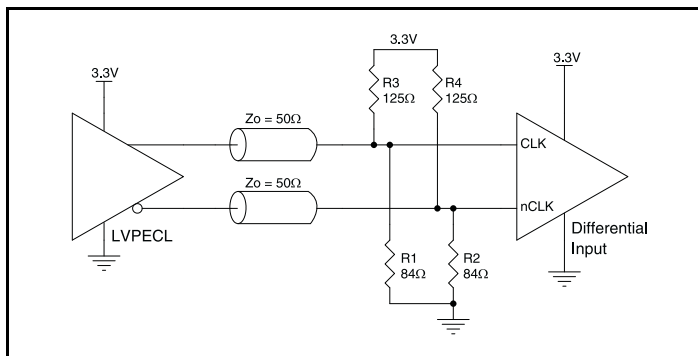 3.3V
3.3V
3.3V
R3
125Ω
R4
125Ω
Zo = 50Ω
CLK
Zo = 50Ω
nCLK
LVPECL
Differential
Input
R1
84Ω
R2
84Ω